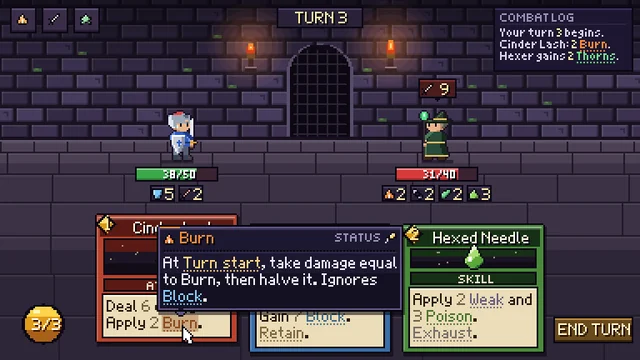 TURN 3
COMBAT LOG
Your turn 3 begins.
Cinder Lash: 2 Burn.
Hexer gains 2 Thorns.
9
38/50
31/40
5 2
2 2 2 3
Burn
STATUS
At Turn start, take damage equal
to Burn, then halve it. Ignores
Block.
Deal 6
Apply 2 Burn.
Gain 7 Block.
Retain.
Hexed Needle
SKILL
Apply 2 Weak and
3 Poison.
Exhaust.
3/3
END TURN